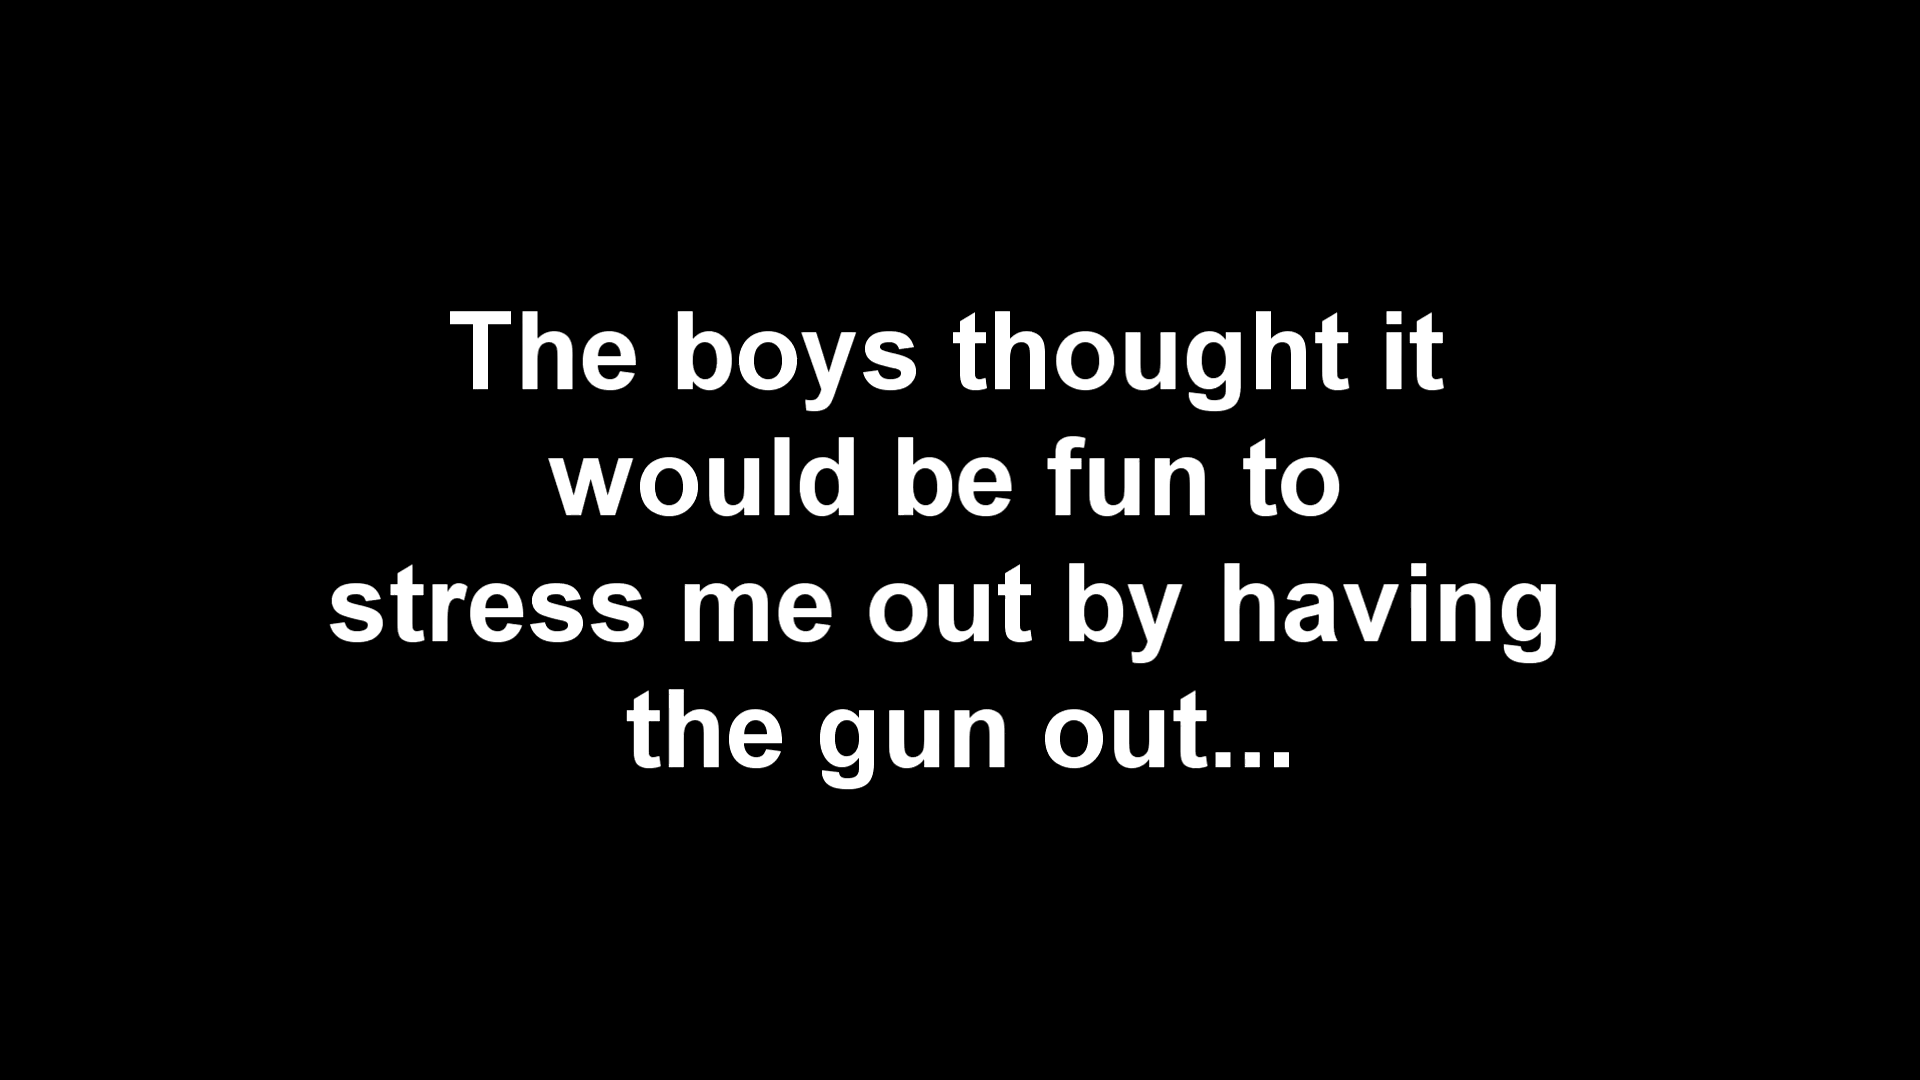 The boys thought it
would be fun to
stress me out by having
the gun out...